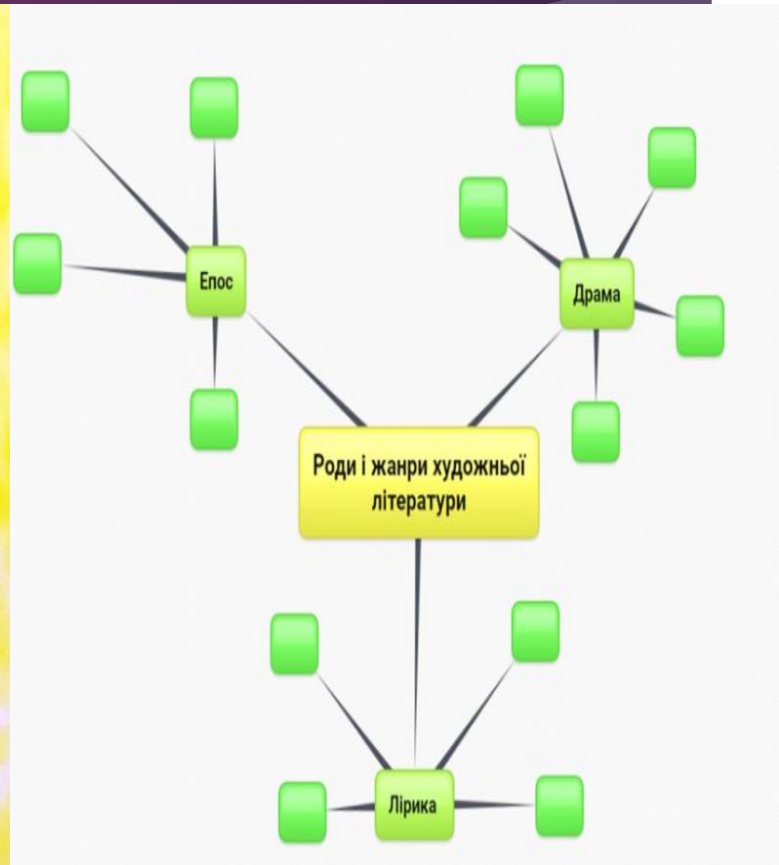 Епос
Драма
Роди і жанри художньої
літератури
Лірика